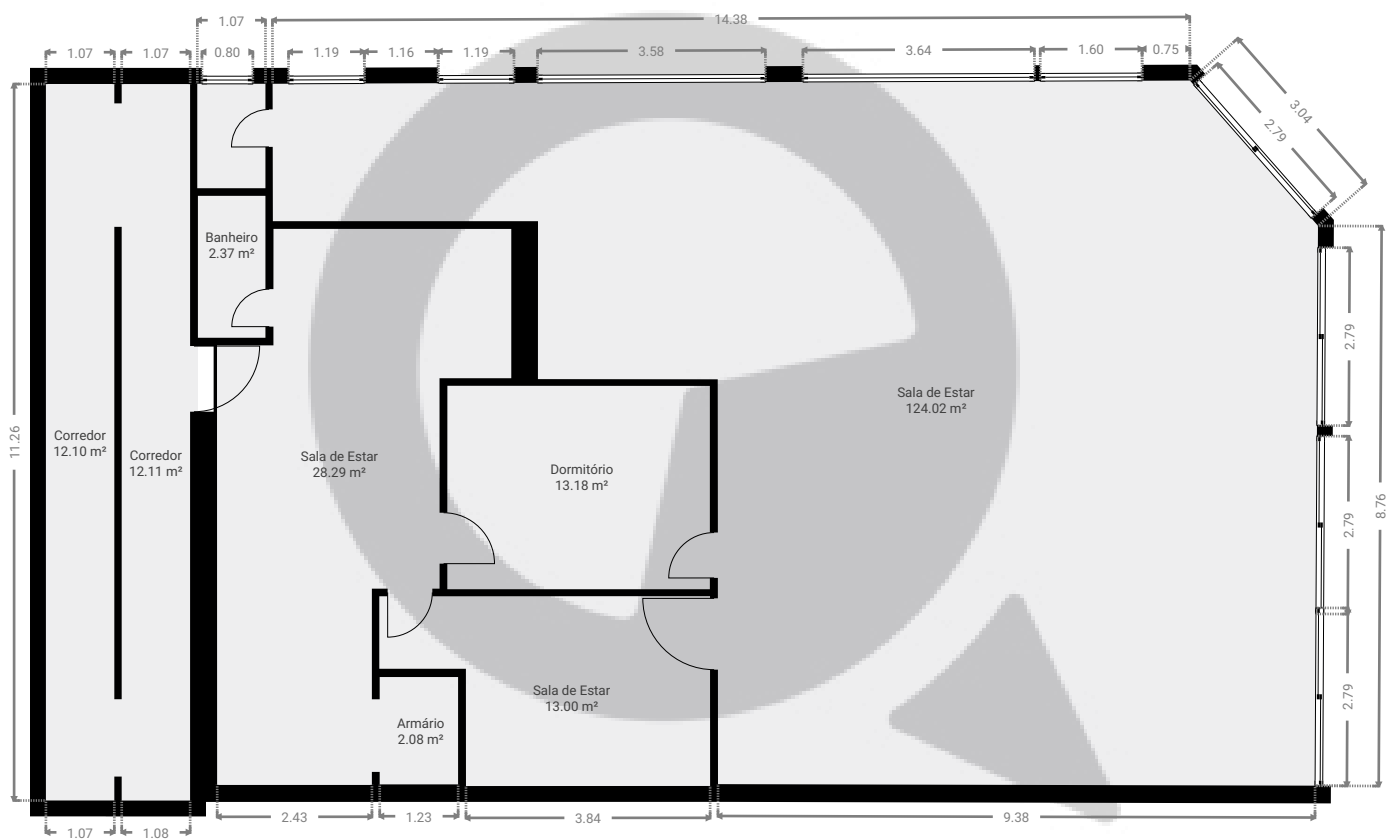 1.07
14.38
1.07
1.07
0.80
1.19
1.16
1.19
3.58
3.64
1.60
0.75
3.04
2.79
Banheiro
2.37 m²
2.79
11.26
Sala de Estar
124.02 m²
Corredor
12.10 m²
Corredor
12.11 m²
Sala de Estar
28.29 m²
Dormitório
13.18 m²
8.76
2.79
Sala de Estar
13.00 m²
2.79
Armário
2.08 m²
2.43
1.23
3.84
9.38
1.07
1.08